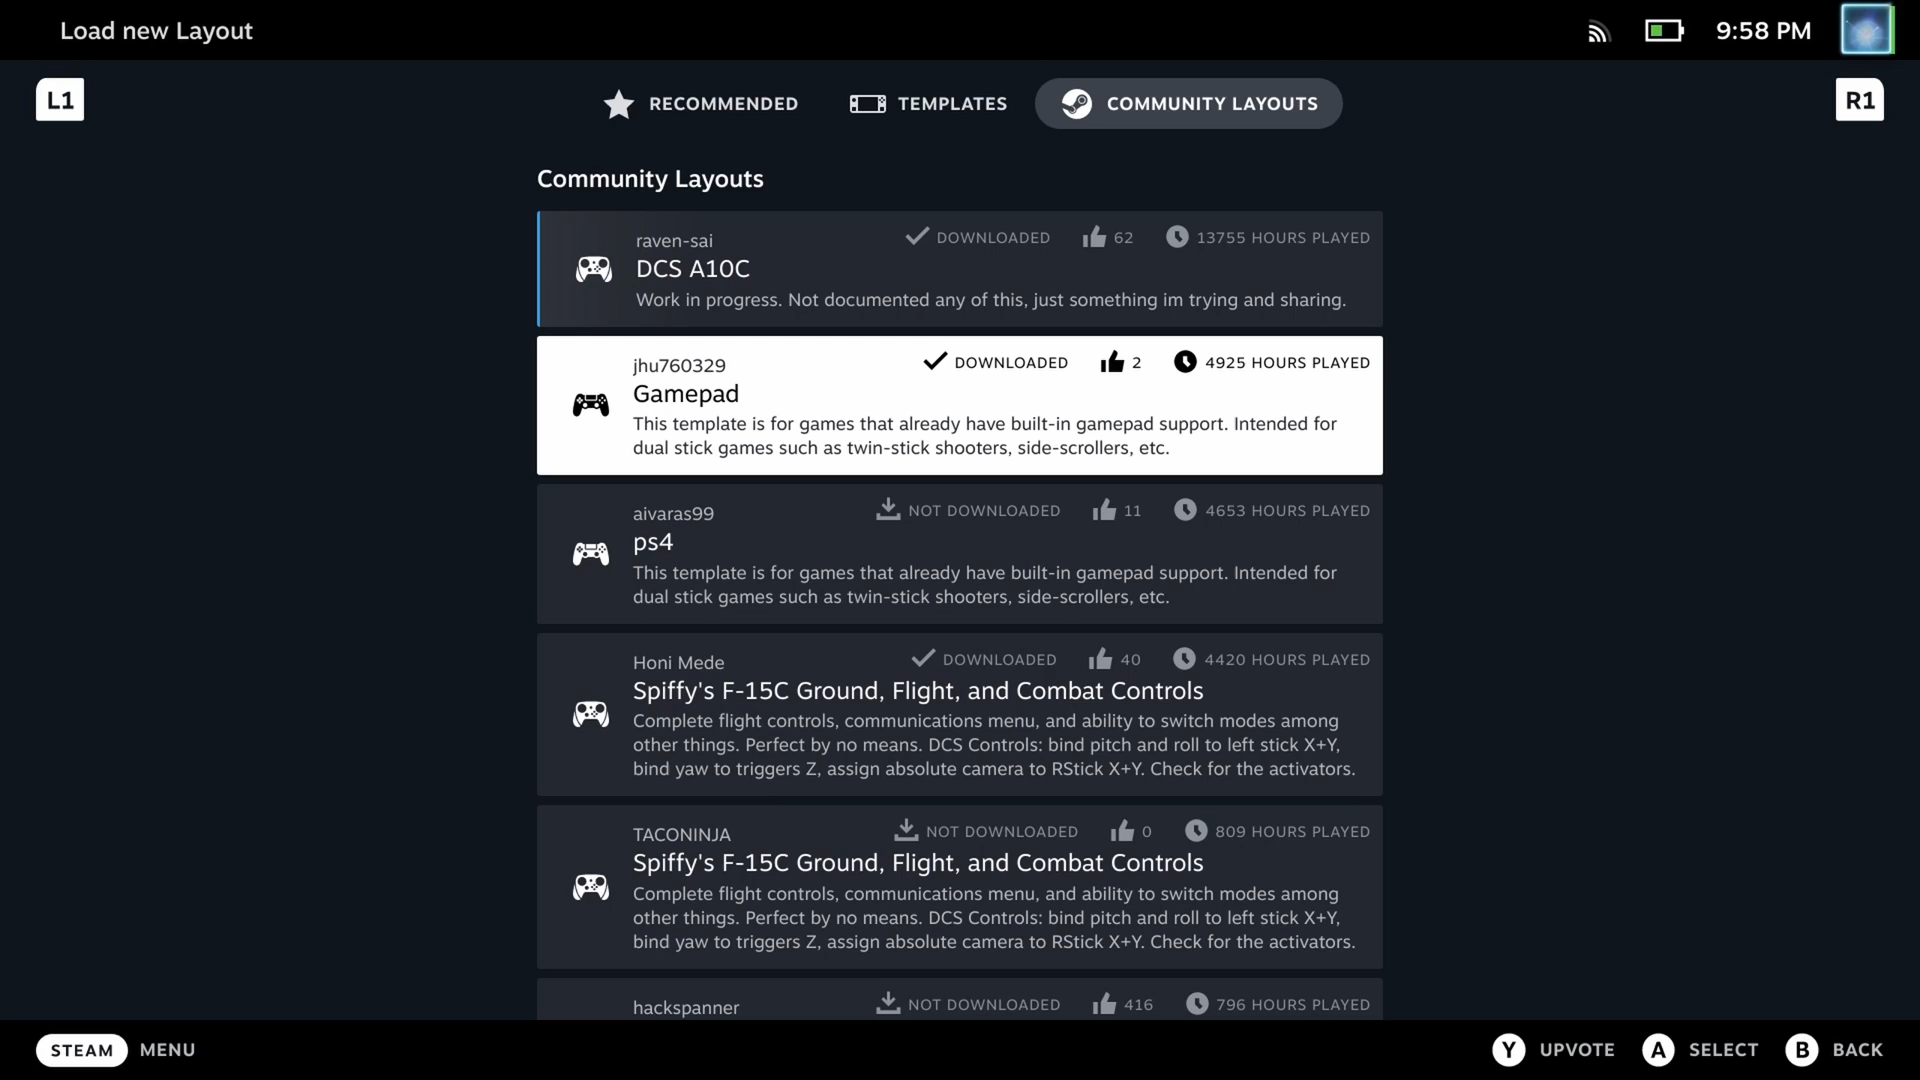 Load new Layout
9:58 PM
L1
RECOMMENDED
TEMPLATES
COMMUNITY LAYOUTS
R1
Community Layouts
raven-sai
DOWNLOADED
62
13755 HOURS PLAYED
DCS A10C
Work in progress. Not documented any of this, just something im trying and sharing.
jhu760329
DOWNLOADED
2
4925 HOURS PLAYED
Gamepad
This template is for games that already have built-in gamepad support. Intended for
dual stick games such as twin-stick shooters, side-scrollers, etc.
aivaras99
NOT DOWNLOADED
11
4653 HOURS PLAYED
ps4
This template is for games that already have built-in gamepad support. Intended for
dual stick games such as twin-stick shooters, side-scrollers, etc.
Honi Mede
DOWNLOADED
40
4420 HOURS PLAYED
Spiffy's F-15C Ground, Flight, and Combat Controls
Complete flight controls, communications menu, and ability to switch modes among
other things. Perfect by no means. DCS Controls: bind pitch and roll to left stick X+Y,
bind yaw to triggers Z, assign absolute camera to RStick X+Y. Check for the activators.
TACONINJA
NOT DOWNLOADED
0
809 HOURS PLAYED
Spiffy's F-15C Ground, Flight, and Combat Controls
Complete flight controls, communications menu, and ability to switch modes among
other things. Perfect by no means. DCS Controls: bind pitch and roll to left stick X+Y,
bind yaw to triggers Z, assign absolute camera to RStick X+Y. Check for the activators.
hackspanner
NOT DOWNLOADED
416
796 HOURS PLAYED
STEAM
MENU
Y
UPVOTE
A
SELECT
B
BACK